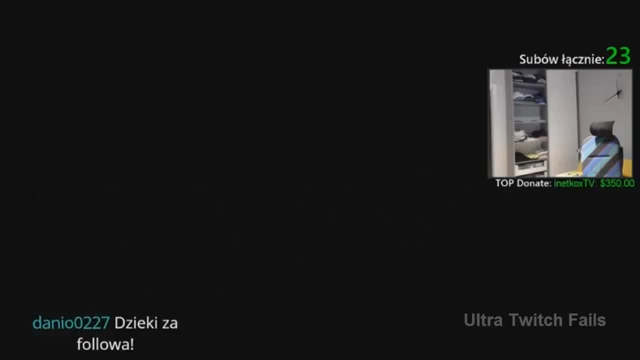 Subów łącznie:23
TOP Donate: inetkoxTV: $350.00
danio0227 Dzieki za
followa!
Ultra Twitch Fails